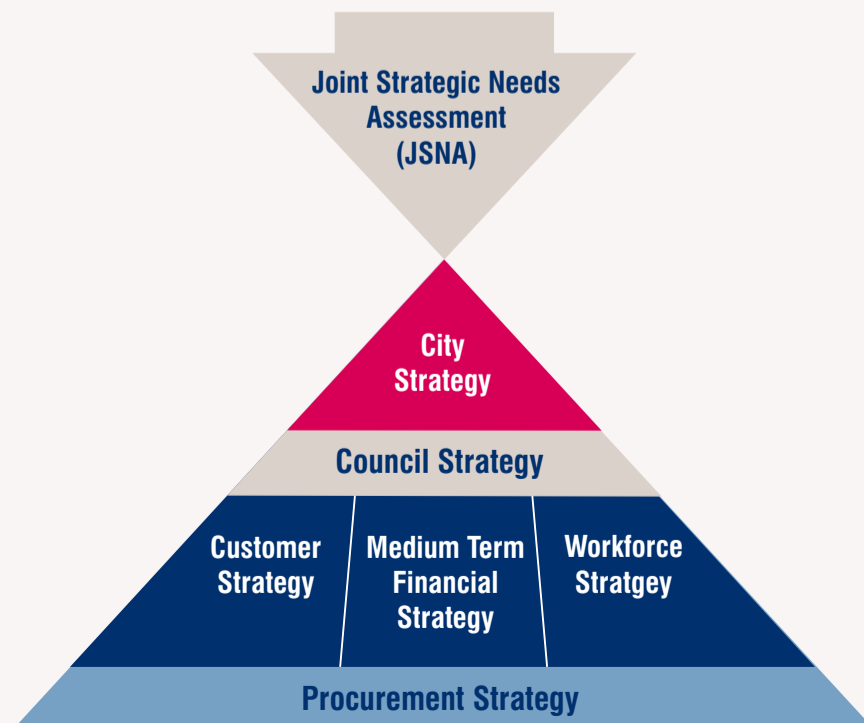 Joint Strategic Needs
Assessment
(JSNA)
City
Strategy
Council Strategy
Customer
Strategy
Medium Term
Financial
Strategy
Workforce
Stratgey
Procurement Strategy